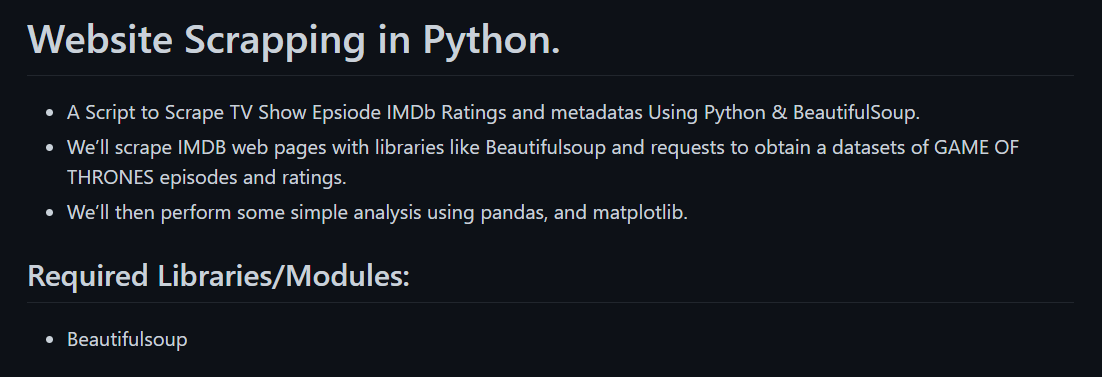 Website Scrapping in Python.
• A Script to Scrape TV Show Epsiode IMDb Ratings and metadatas Using Python & BeautifulSoup.
• We’ll scrape IMDB web pages with libraries like Beautifulsoup and requests to obtain a datasets of GAME OF
THRONES episodes and ratings.
• We’ll then perform some simple analysis using pandas, and matplotlib.
Required Libraries/Modules:
• Beautifulsoup